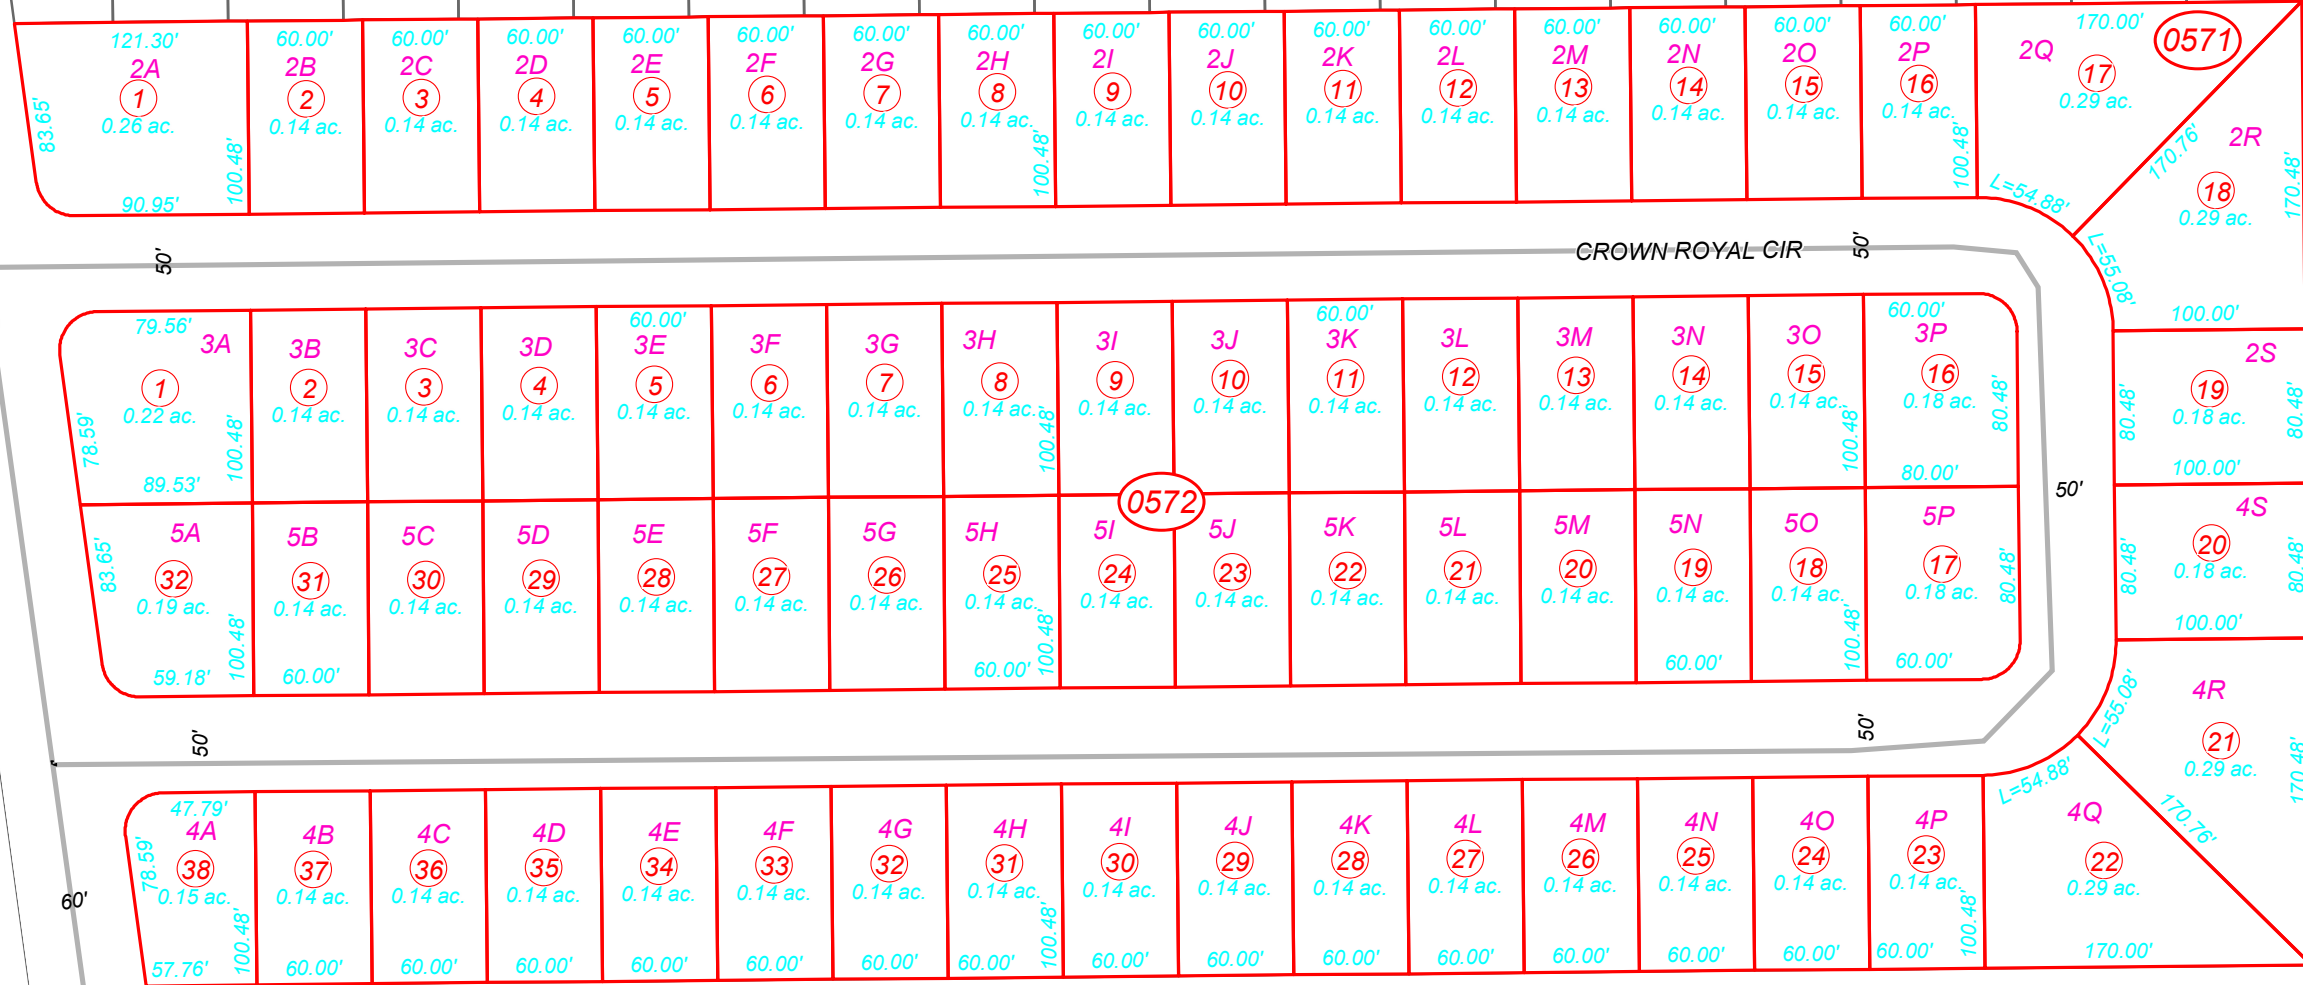 121.30' 60.00' 60.00' 60.00' 60.00' 60.00' 60.00' 60.00' 60.00' 60.00' 60.00' 60.00' 60.00' 60.00' 60.00' 60.00' 170.00' 0571
2A 2B 2C 2D 2E 2F 2G 2H 2I 2J 2K 2L 2M 2N 2O 2P 2Q
1 2 3 4 5 6 7 8 9 10 11 12 13 14 15 16 17
0.26 ac. 0.14 ac. 0.14 ac. 0.14 ac. 0.14 ac. 0.14 ac. 0.14 ac. 0.14 ac. 0.14 ac. 0.14 ac. 0.14 ac. 0.14 ac. 0.14 ac. 0.14 ac. 0.14 ac. 0.14 ac. 0.29 ac.
83.65' 100.48' 100.48' 100.48' 170.76' 2R
90.95' L=54.88' 18 170.48'
0.29 ac.
50' CROWN ROYAL CIR 50' L=55.08'
79.56' 60.00' 60.00' 60.00' 100.00'
3A 3B 3C 3D 3E 3F 3G 3H 3I 3J 3K 3L 3M 3N 3O 3P 2S
1 2 3 4 5 6 7 8 9 10 11 12 13 14 15 16 19
0.22 ac. 0.14 ac. 0.14 ac. 0.14 ac. 0.14 ac. 0.14 ac. 0.14 ac. 0.14 ac. 0.14 ac. 0.14 ac. 0.14 ac. 0.14 ac. 0.14 ac. 0.14 ac. 0.14 ac. 0.18 ac. 0.18 ac.
78.59' 100.48' 100.48' 100.48' 80.48' 80.48' 80.48'
89.53' 80.00' 100.00'
0572 50'
5A 5B 5C 5D 5E 5F 5G 5H 5I 5J 5K 5L 5M 5N 5O 5P 4S
32 31 30 29 28 27 26 25 24 23 22 21 20 19 18 17 20
0.19 ac. 0.14 ac. 0.14 ac. 0.14 ac. 0.14 ac. 0.14 ac. 0.14 ac. 0.14 ac. 0.14 ac. 0.14 ac. 0.14 ac. 0.14 ac. 0.14 ac. 0.14 ac. 0.14 ac. 0.18 ac. 0.18 ac.
83.65' 100.48' 100.48' 100.48' 80.48' 80.48' 80.48'
59.18' 60.00' 60.00' 60.00' 60.00' 100.00'
50' 50' L=55.08' 4R
21 170.48'
0.29 ac.
47.79' L=54.88' 170.76'
4A 4B 4C 4D 4E 4F 4G 4H 4I 4J 4K 4L 4M 4N 4O 4P 4Q
38 37 36 35 34 33 32 31 30 29 28 27 26 25 24 23 22
0.15 ac. 0.14 ac. 0.14 ac. 0.14 ac. 0.14 ac. 0.14 ac. 0.14 ac. 0.14 ac. 0.14 ac. 0.14 ac. 0.14 ac. 0.14 ac. 0.14 ac. 0.14 ac. 0.14 ac. 0.14 ac. 0.29 ac.
60' 78.59' 100.48' 100.48' 100.48'
57.76' 60.00' 60.00' 60.00' 60.00' 60.00' 60.00' 60.00' 60.00' 60.00' 60.00' 60.00' 60.00' 60.00' 60.00' 60.00' 170.00'